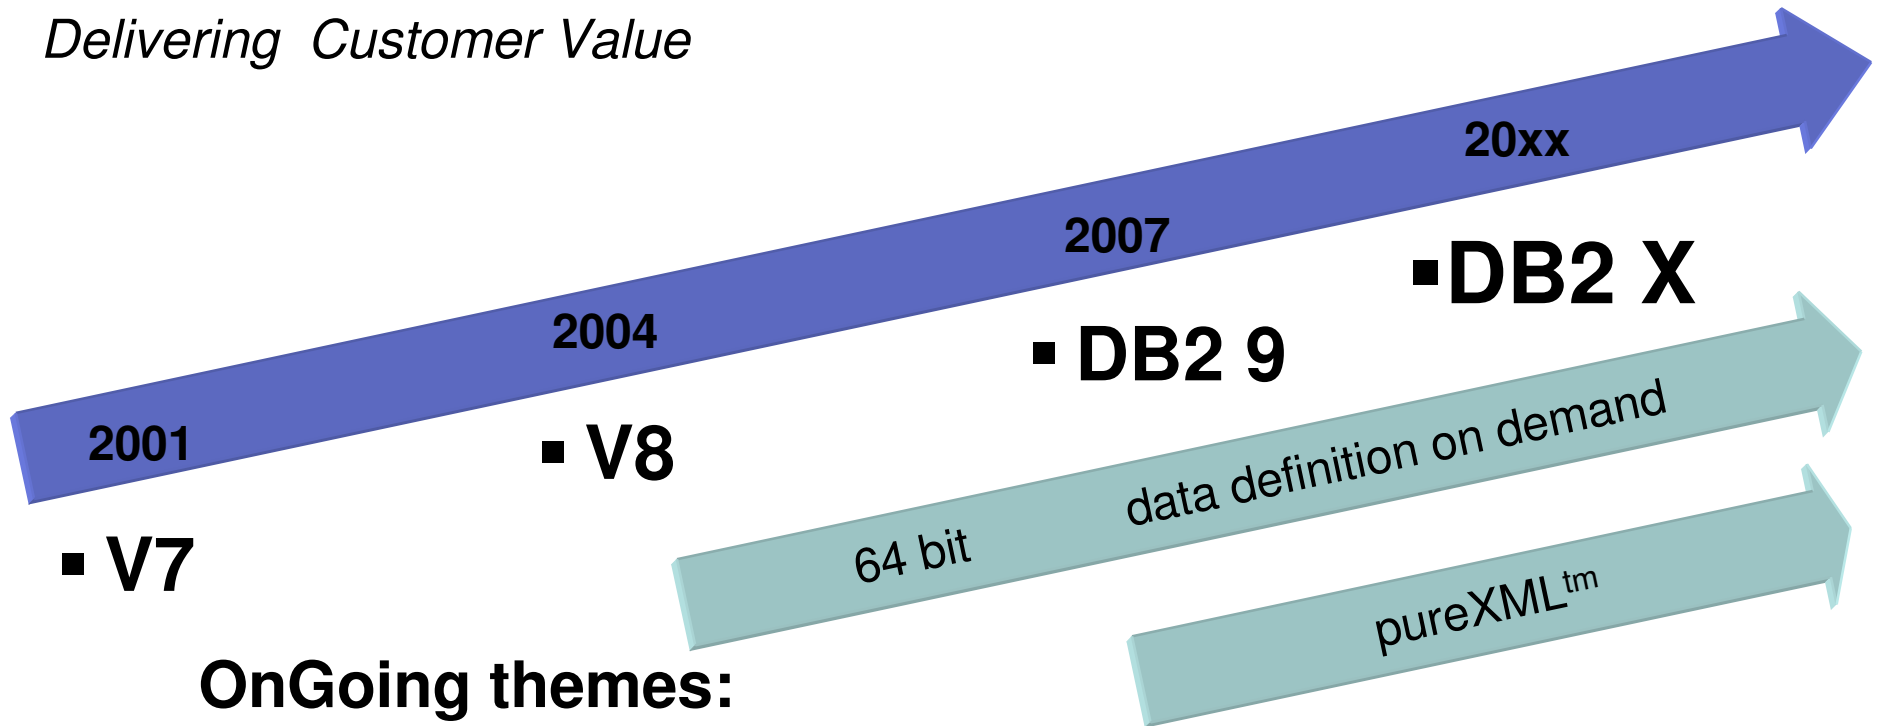 Delivering Customer Value
20xx
2007
▪DB2 X
2004
▪ DB2 9
2001
▪ V8
data definition on demand
64 bit
▪ V7
pureXMLtm
OnGoing themes: